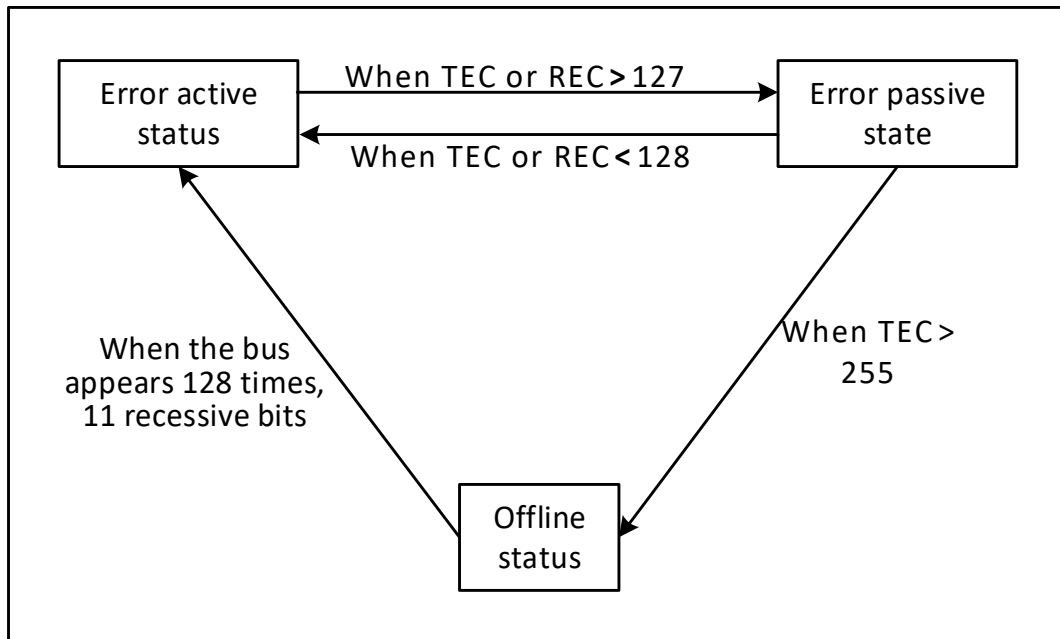 Error active
status
When TEC or REC>127
Error passive
state
When TEC or REC<128
When the bus
appears 128 times,
11 recessive bits
When TEC>
255
Offline
status